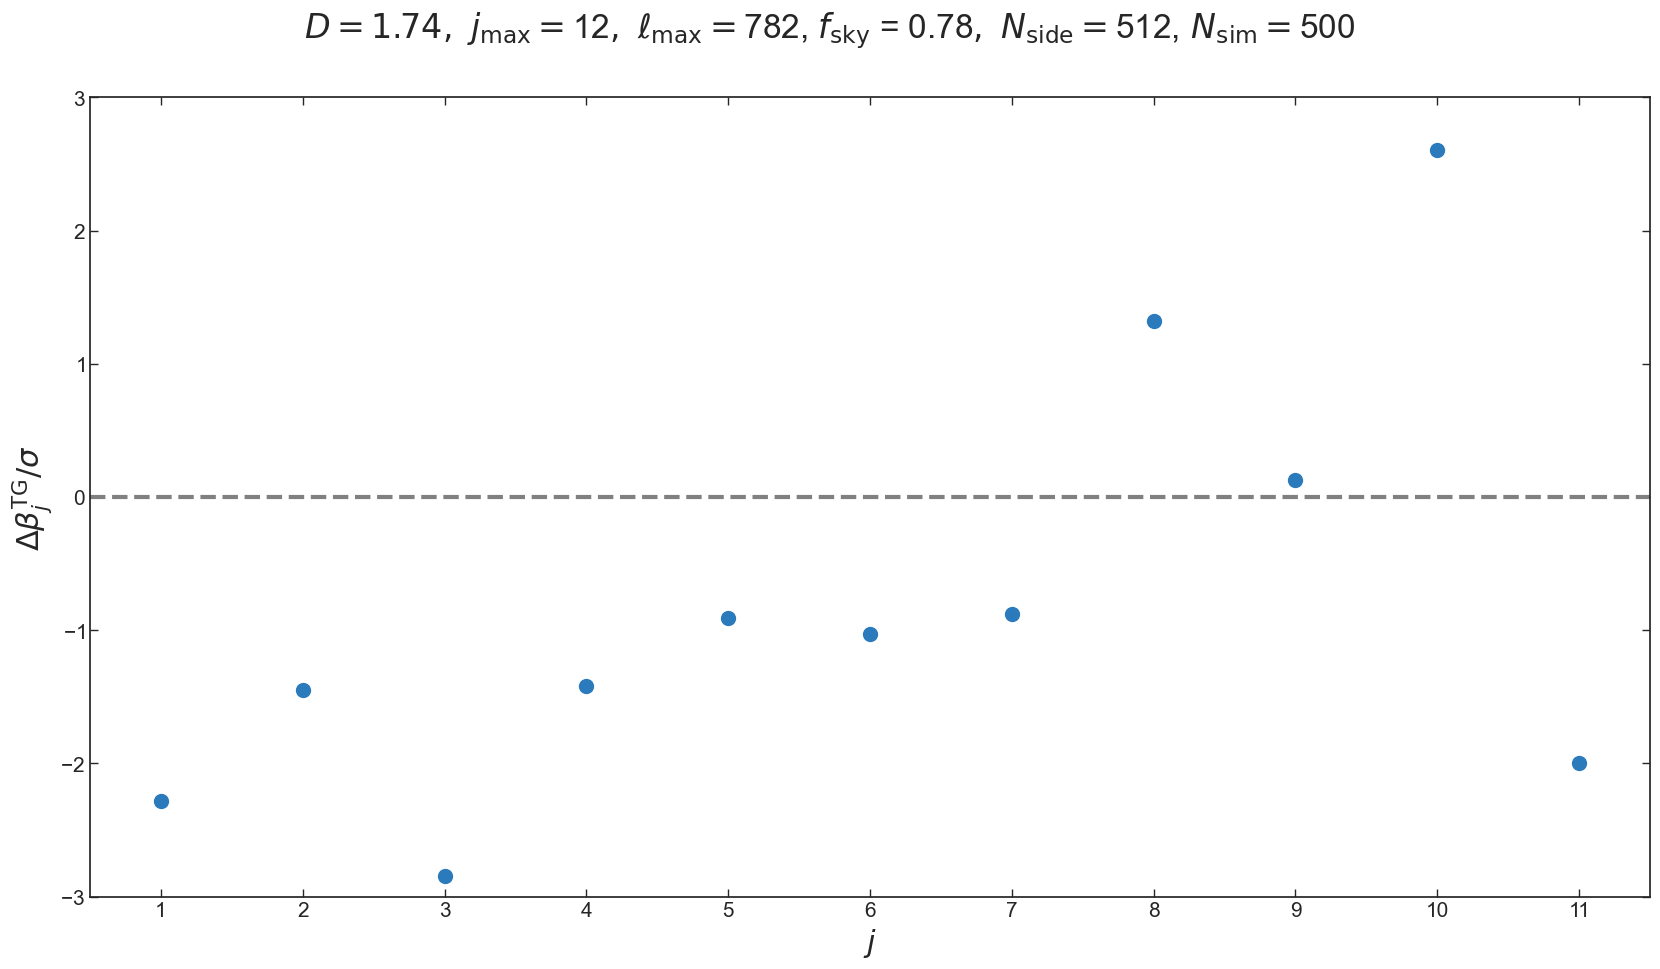 D = 1.74, j_max = 12, ℓ_max = 782, f_sky = 0.78, N_side = 512, N_sim = 500
3
2
1
0
−1
−2
−3
Δβ_j^TG/σ
1 2 3 4 5 6 7 8 9 10 11
j